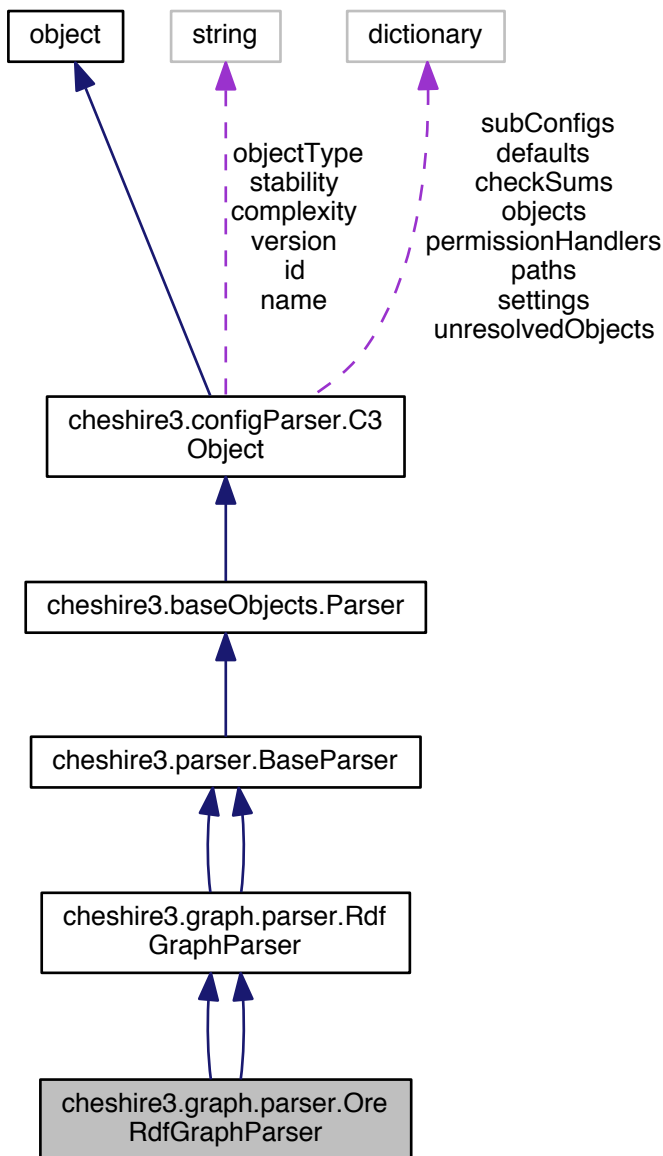 object
string
dictionary
objectType
stability
complexity
version
id
name
subConfigs
defaults
checkSums
objects
permissionHandlers
paths
settings
unresolvedObjects
cheshire3.configParser.C3
Object
cheshire3.baseObjects.Parser
cheshire3.parser.BaseParser
cheshire3.graph.parser.Rdf
GraphParser
cheshire3.graph.parser.Ore
RdfGraphParser